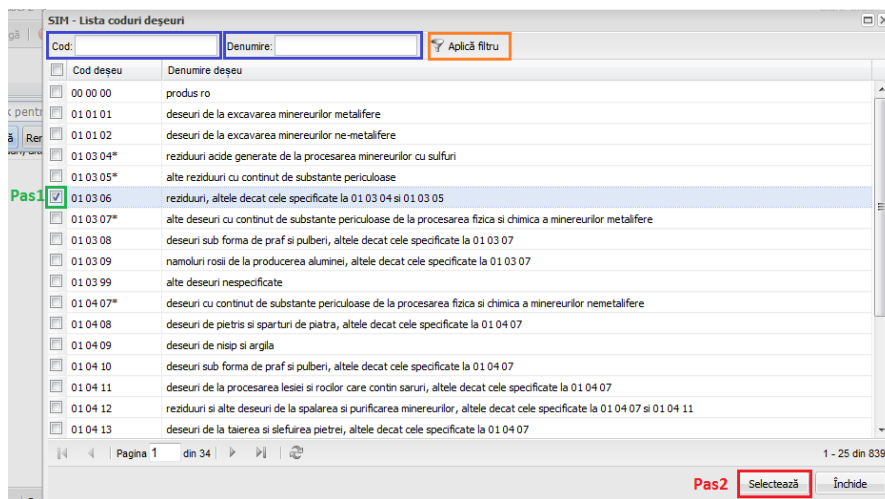 SIM - Lista coduri deșeuri
Cod: Denumire: Aplică filtru
Cod deșeu Denumire deșeu
00 00 00 produs ro
01 01 01 deseuri de la excavarea minereurilor metalifere
01 01 02 deseuri de la excavarea minereurilor ne-metalifere
01 03 04* reziduuri acide generate de la procesarea minereurilor cu sulfuri
01 03 05* alte reziduuri cu continut de substante periculoase
Pas1 01 03 06 reziduuri, altele decat cele specificate la 01 03 04 si 01 03 05
01 03 07* alte deseuri cu continut de substante periculoase de la procesarea fizica si chimica a minereurilor metalifere
01 03 08 deseuri sub forma de praf si pulberi, altele decat cele specificate la 01 03 07
01 03 09 namoluri rosii de la producerea aluminei, altele decat cele specificate la 01 03 07
01 03 99 alte deseuri nespecificate
01 04 07* deseuri cu continut de substante periculoase de la procesarea fizica si chimica a minereurilor nemetalifere
01 04 08 deseuri de pietris si sparturi de piatra, altele decat cele specificate la 01 04 07
01 04 09 deseuri de nisip si argila
01 04 10 deseuri sub forma de praf si pulberi, altele decat cele specificate la 01 04 07
01 04 11 deseuri de la procesarea lesiei si rocilor care contin saruri, altele decat cele specificate la 01 04 07
01 04 12 reziduuri si alte deseuri de la spalarea si purificarea minereurilor, altele decat cele specificate la 01 04 07 si 01 04 11
01 04 13 deseuri de la taierea si slefuirea pietrei, altele decat cele specificate la 01 04 07
Pagina 1 din 34 1 - 25 din 839
Pas2 Selectează Închide